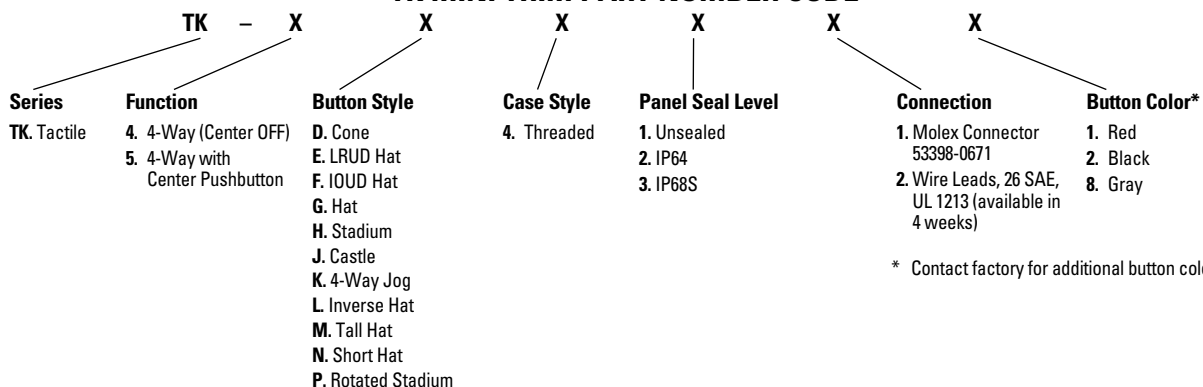 TK – X X X X X X
Series
TK. Tactile
Function
4. 4-Way (Center OFF)
5. 4-Way with
Center Pushbutton
Button Style
D. Cone
E. LRUD Hat
F. IOUD Hat
G. Hat
H. Stadium
J. Castle
K. 4-Way Jog
L. Inverse Hat
M. Tall Hat
N. Short Hat
P. Rotated Stadium
Case Style
4. Threaded
Panel Seal Level
1. Unsealed
2. IP64
3. IP68S
Connection
1. Molex Connector
53398-0671
2. Wire Leads, 26 SAE,
UL 1213 (available in
4 weeks)
Button Color*
1. Red
2. Black
8. Gray
* Contact factory for additional button